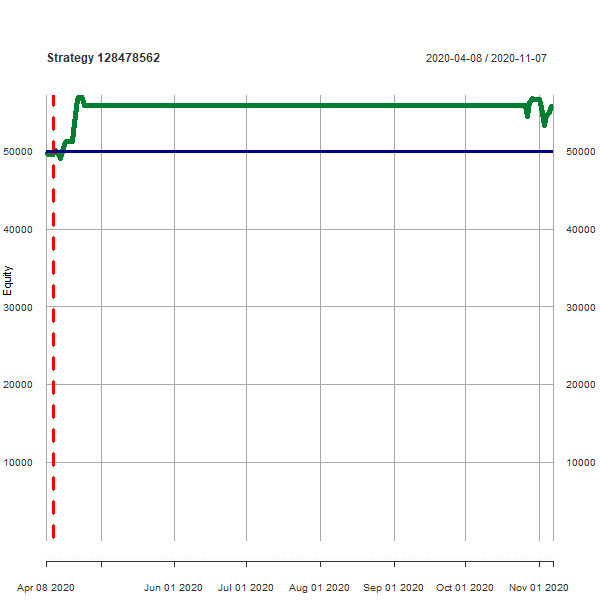 Strategy 128478562
2020-04-08 / 2020-11-07
50000
40000
30000
20000
10000
Equity
50000
40000
30000
20000
10000
Apr 08 2020
Jun 01 2020
Jul 01 2020
Aug 01 2020
Sep 01 2020
Oct 01 2020
Nov 01 2020